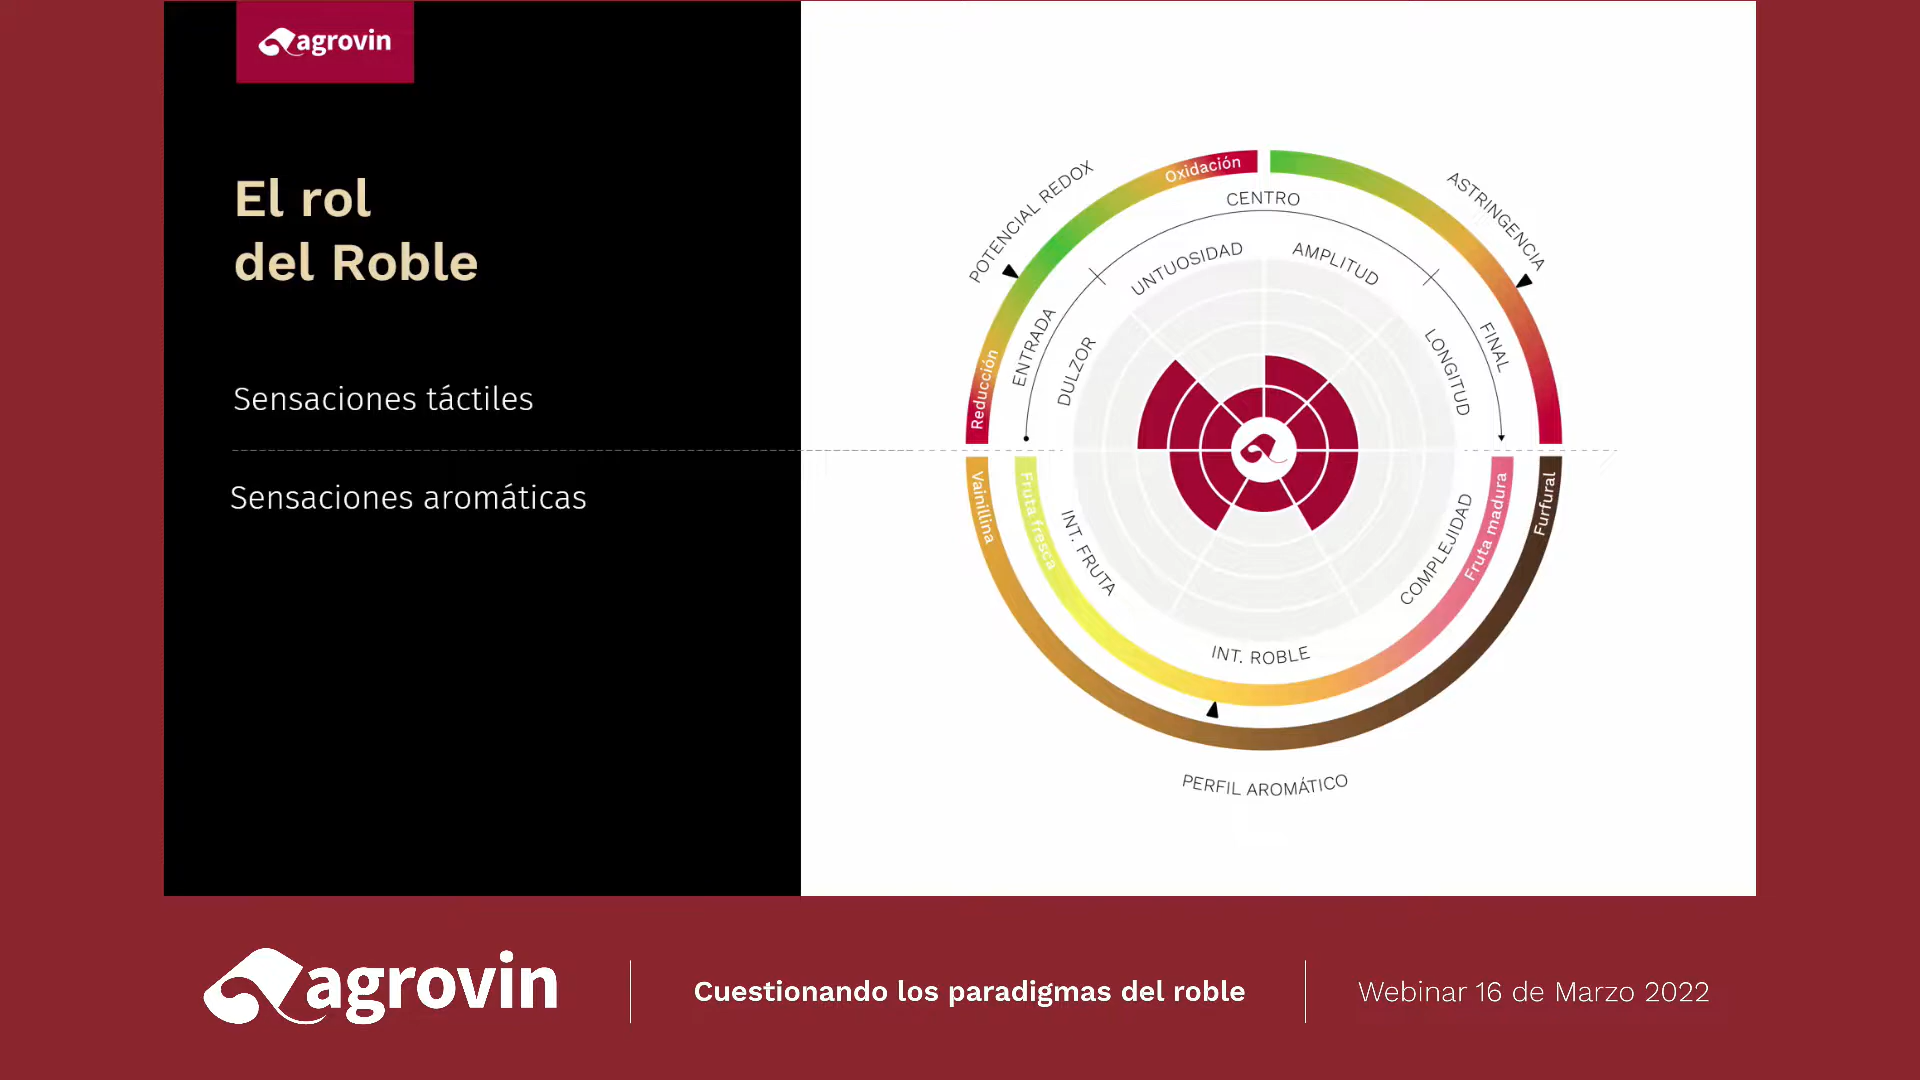 agrovin
El rol
del Roble
Sensaciones táctiles
Sensaciones aromáticas
POTENCIAL REDOX
ASTRINGENCIA
Oxidación
Reducción
CENTRO
ENTRADA
FINAL
UNTUOSIDAD
AMPLITUD
DULZOR
LONGITUD
Vainillina
Fruta fresca
INT. FRUTA
COMPLEJIDAD
Fruta madura
Furfural
INT. ROBLE
PERFIL AROMÁTICO
agrovin
Cuestionando los paradigmas del roble
Webinar 16 de Marzo 2022